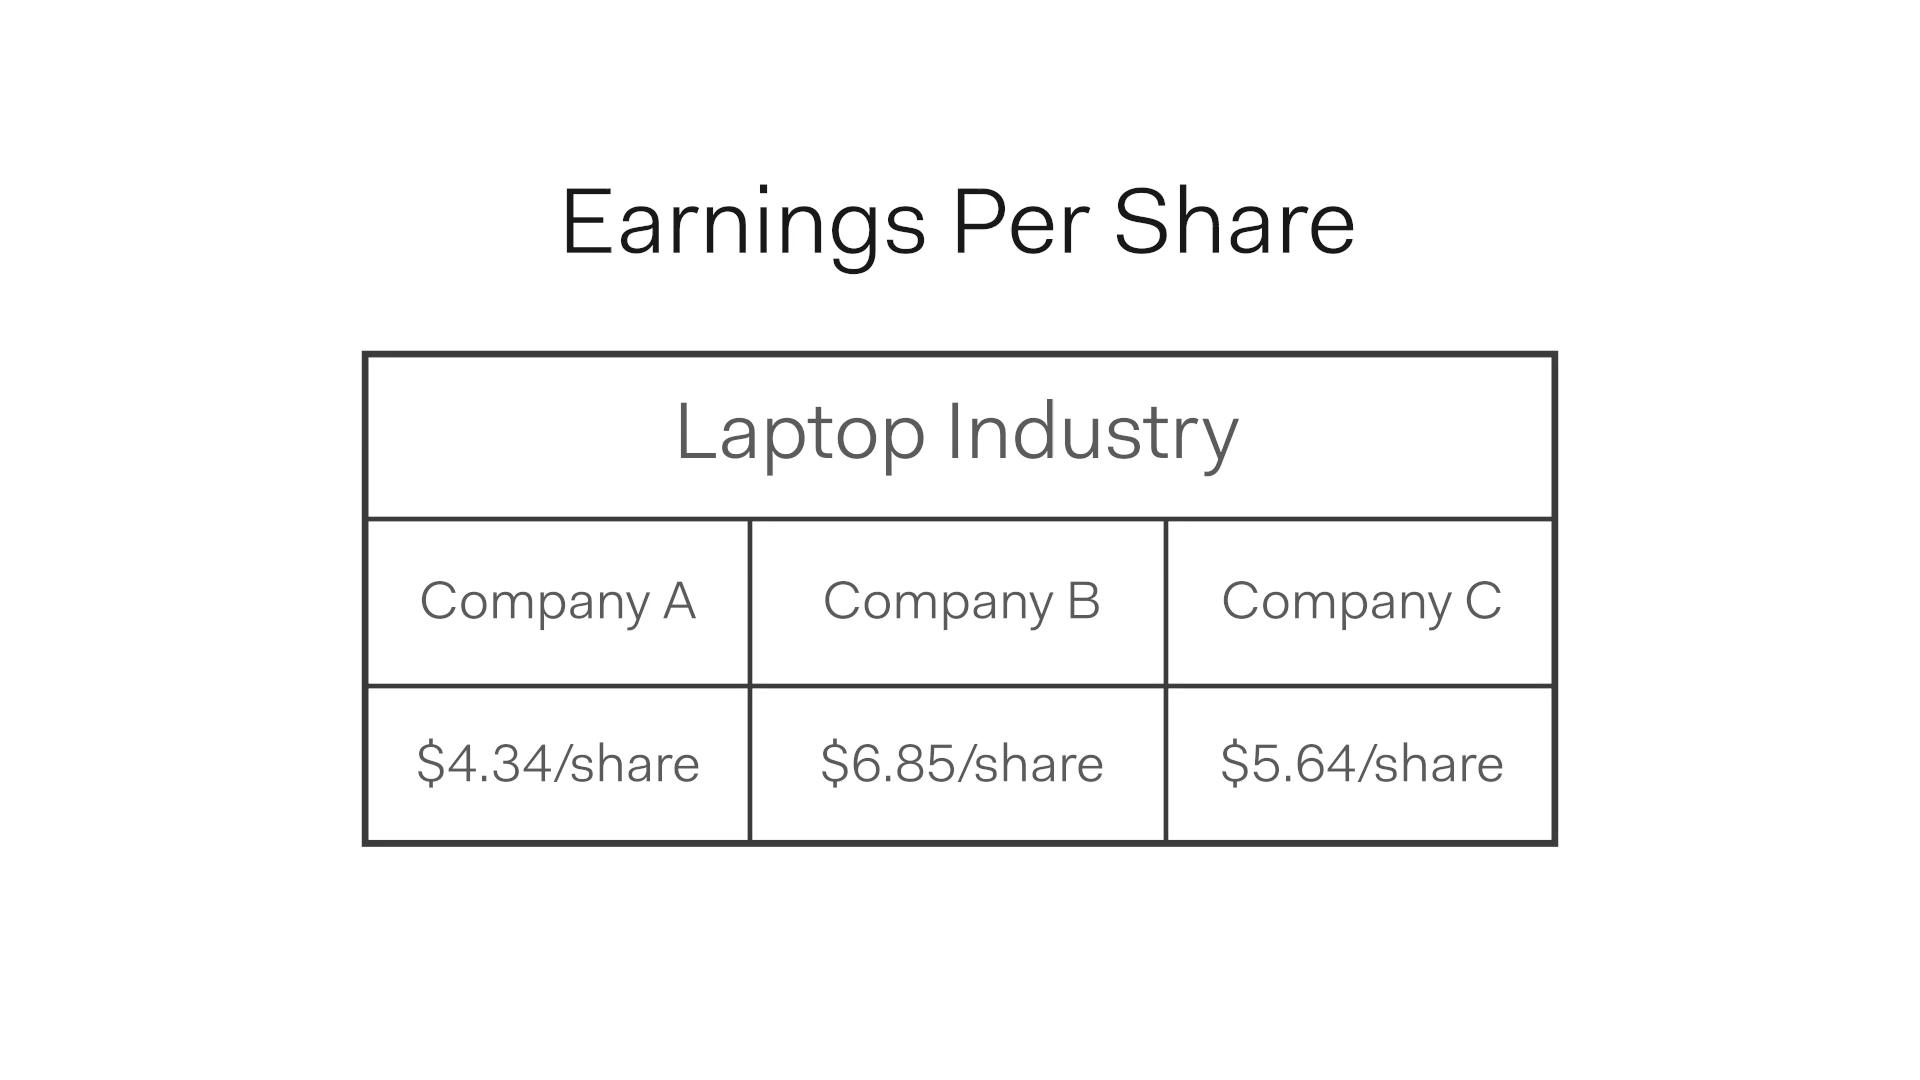 Earnings Per Share
Laptop Industry
Company A Company B Company C
$4.34/share $6.85/share $5.64/share